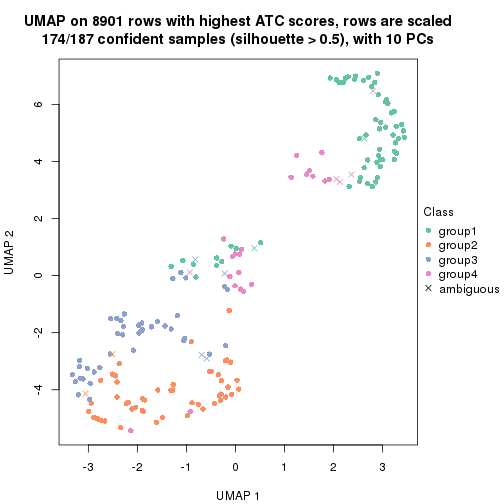 UMAP on 8901 rows with highest ATC scores, rows are scaled
174/187 confident samples (silhouette > 0.5), with 10 PCs
6
4
2
0
-2
-4
UMAP 2
-3
-2
-1
0
1
2
3
UMAP 1
Class
group1
group2
group3
group4
ambiguous